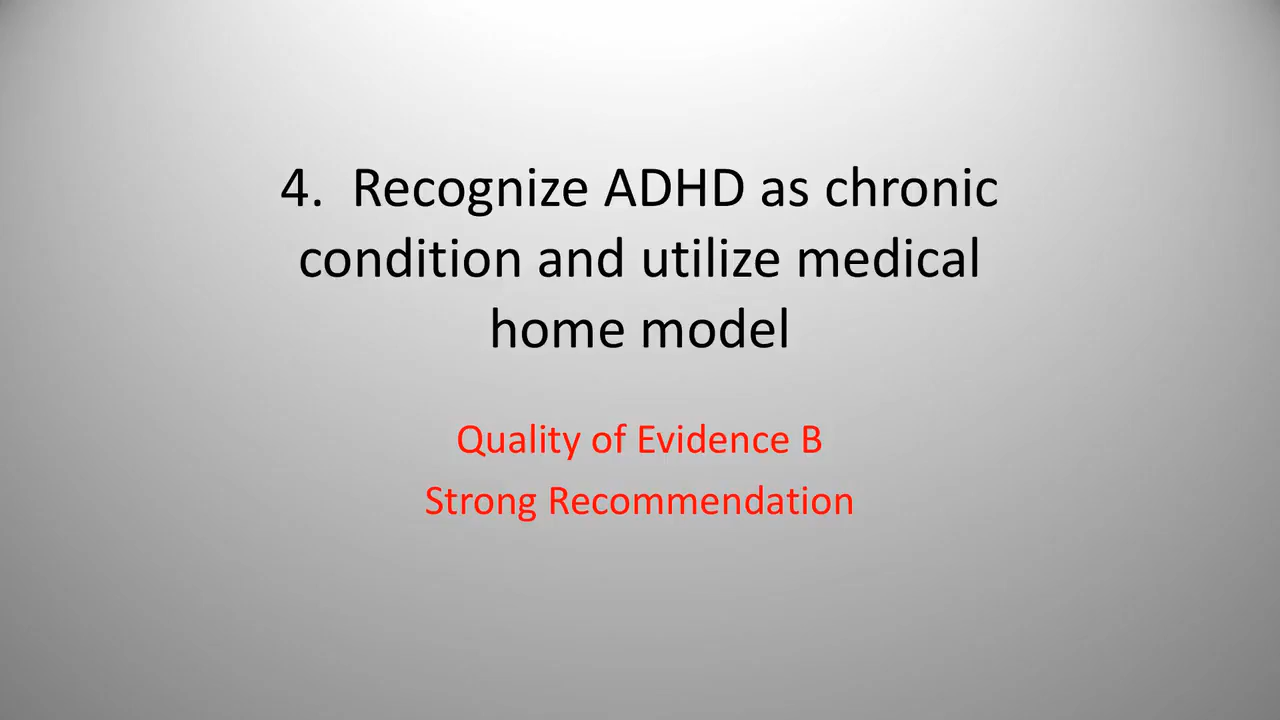 4. Recognize ADHD as chronic
condition and utilize medical
home model
Quality of Evidence B
Strong Recommendation